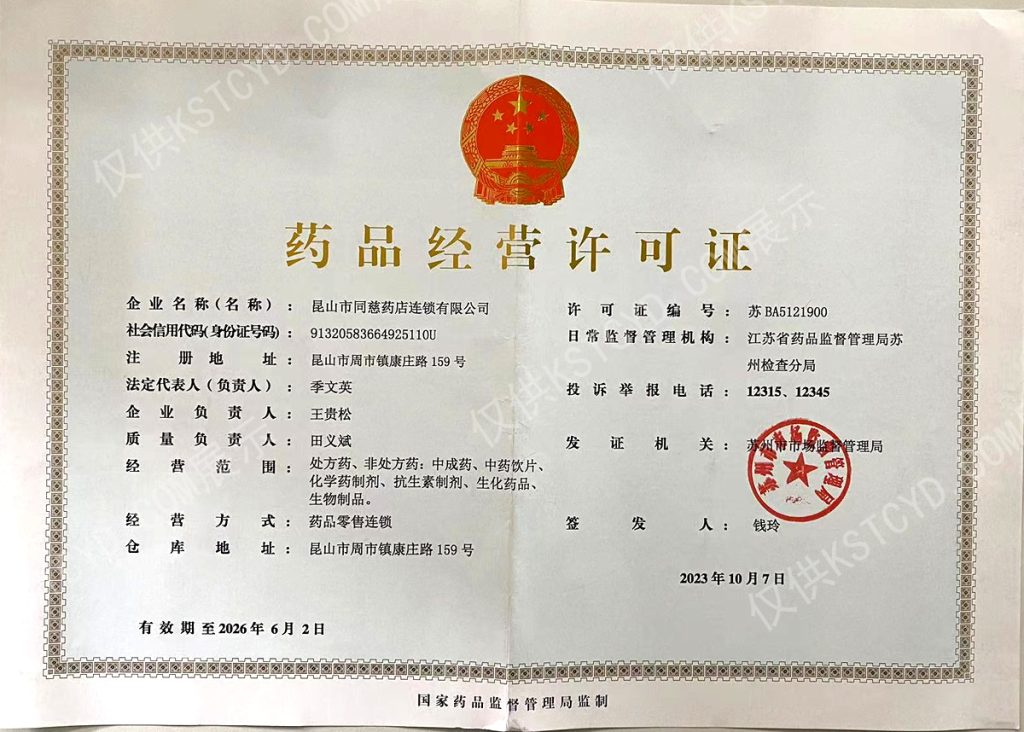 药品经营许可证
企业名称(名称)：昆山市同慈药店连锁有限公司
社会信用代码(身份证号码)：91320583664925110U
注册地址：昆山市周市镇康庄路159号
法定代表人(负责人)：季文英
企业负责人：王贵松
质量负责人：田义斌
经营范围：处方药、非处方药：中成药、中药饮片、
化学药制剂、抗生素制剂、生化药品、
生物制品。
经营方式：药品零售连锁
仓库地址：昆山市周市镇康庄路159号
有效期至2026年6月2日
许可证编号：苏BA5121900
日常监督管理机构：江苏省药品监督管理局苏
州检查分局
投诉举报电话：12315、12345
发证机关：苏州市市场监督管理局
签发人：钱玲
2023年10月7日
国家药品监督管理局监制
仅供KSTCYD.COM展示